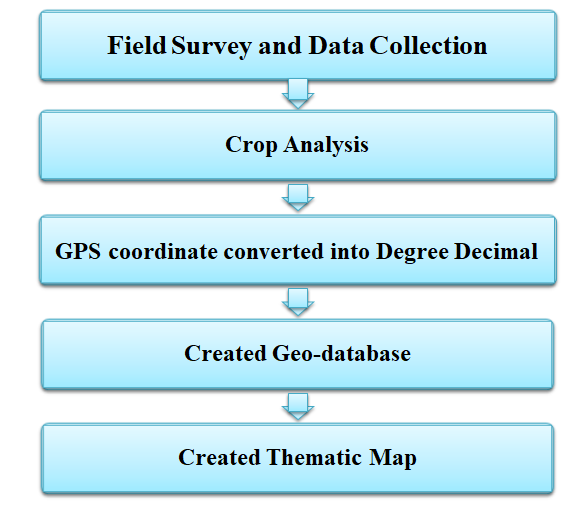 Field Survey and Data Collection
Crop Analysis
GPS coordinate converted into Degree Decimal
Created Geo-database
Created Thematic Map